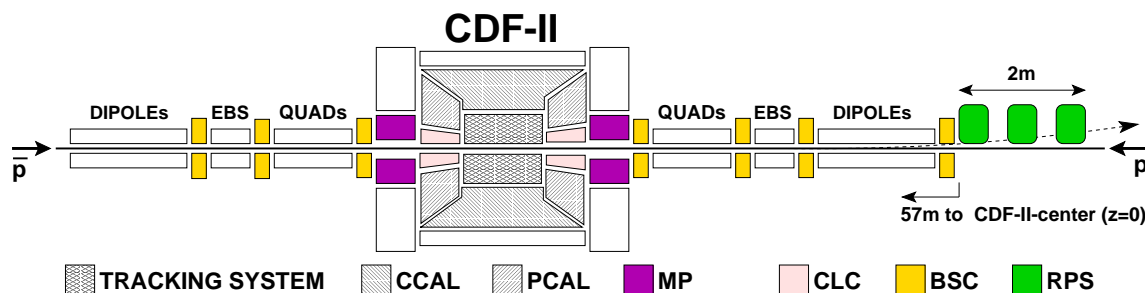 CDF-II
2m
DIPOLEs EBS QUADs QUADs EBS DIPOLEs
p̅ p
57m to CDF-II-center (z=0)
TRACKING SYSTEM CCAL PCAL MP CLC BSC RPS